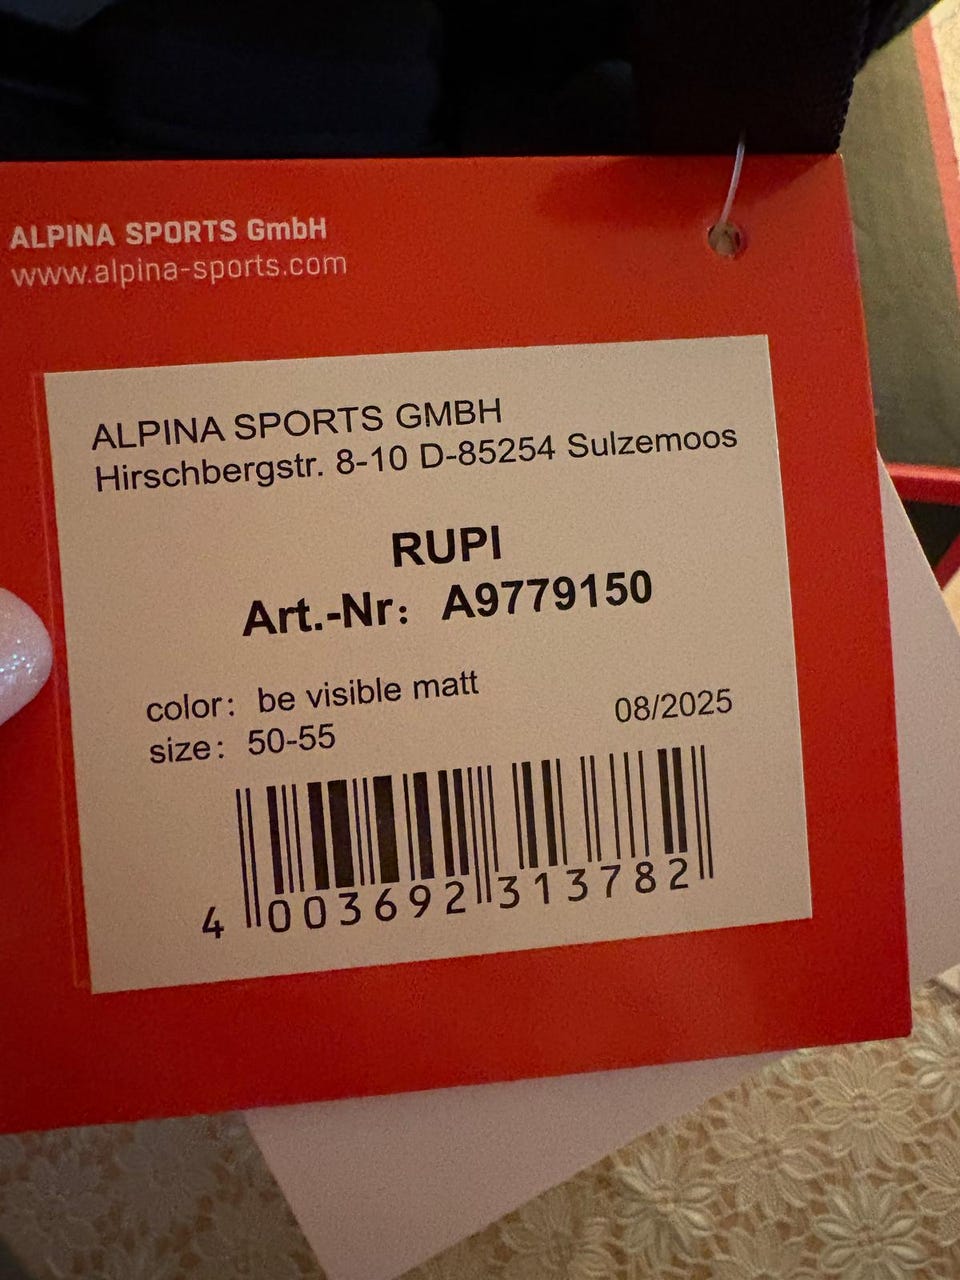 ALPINA SPORTS GmbH
www.alpina-sports.com
ALPINA SPORTS GMBH
Hirschbergstr. 8-10 D-85254 Sulzemoos
RUPI
Art.-Nr: A9779150
color: be visible matt
size: 50-55
08/2025
4 003692 313782